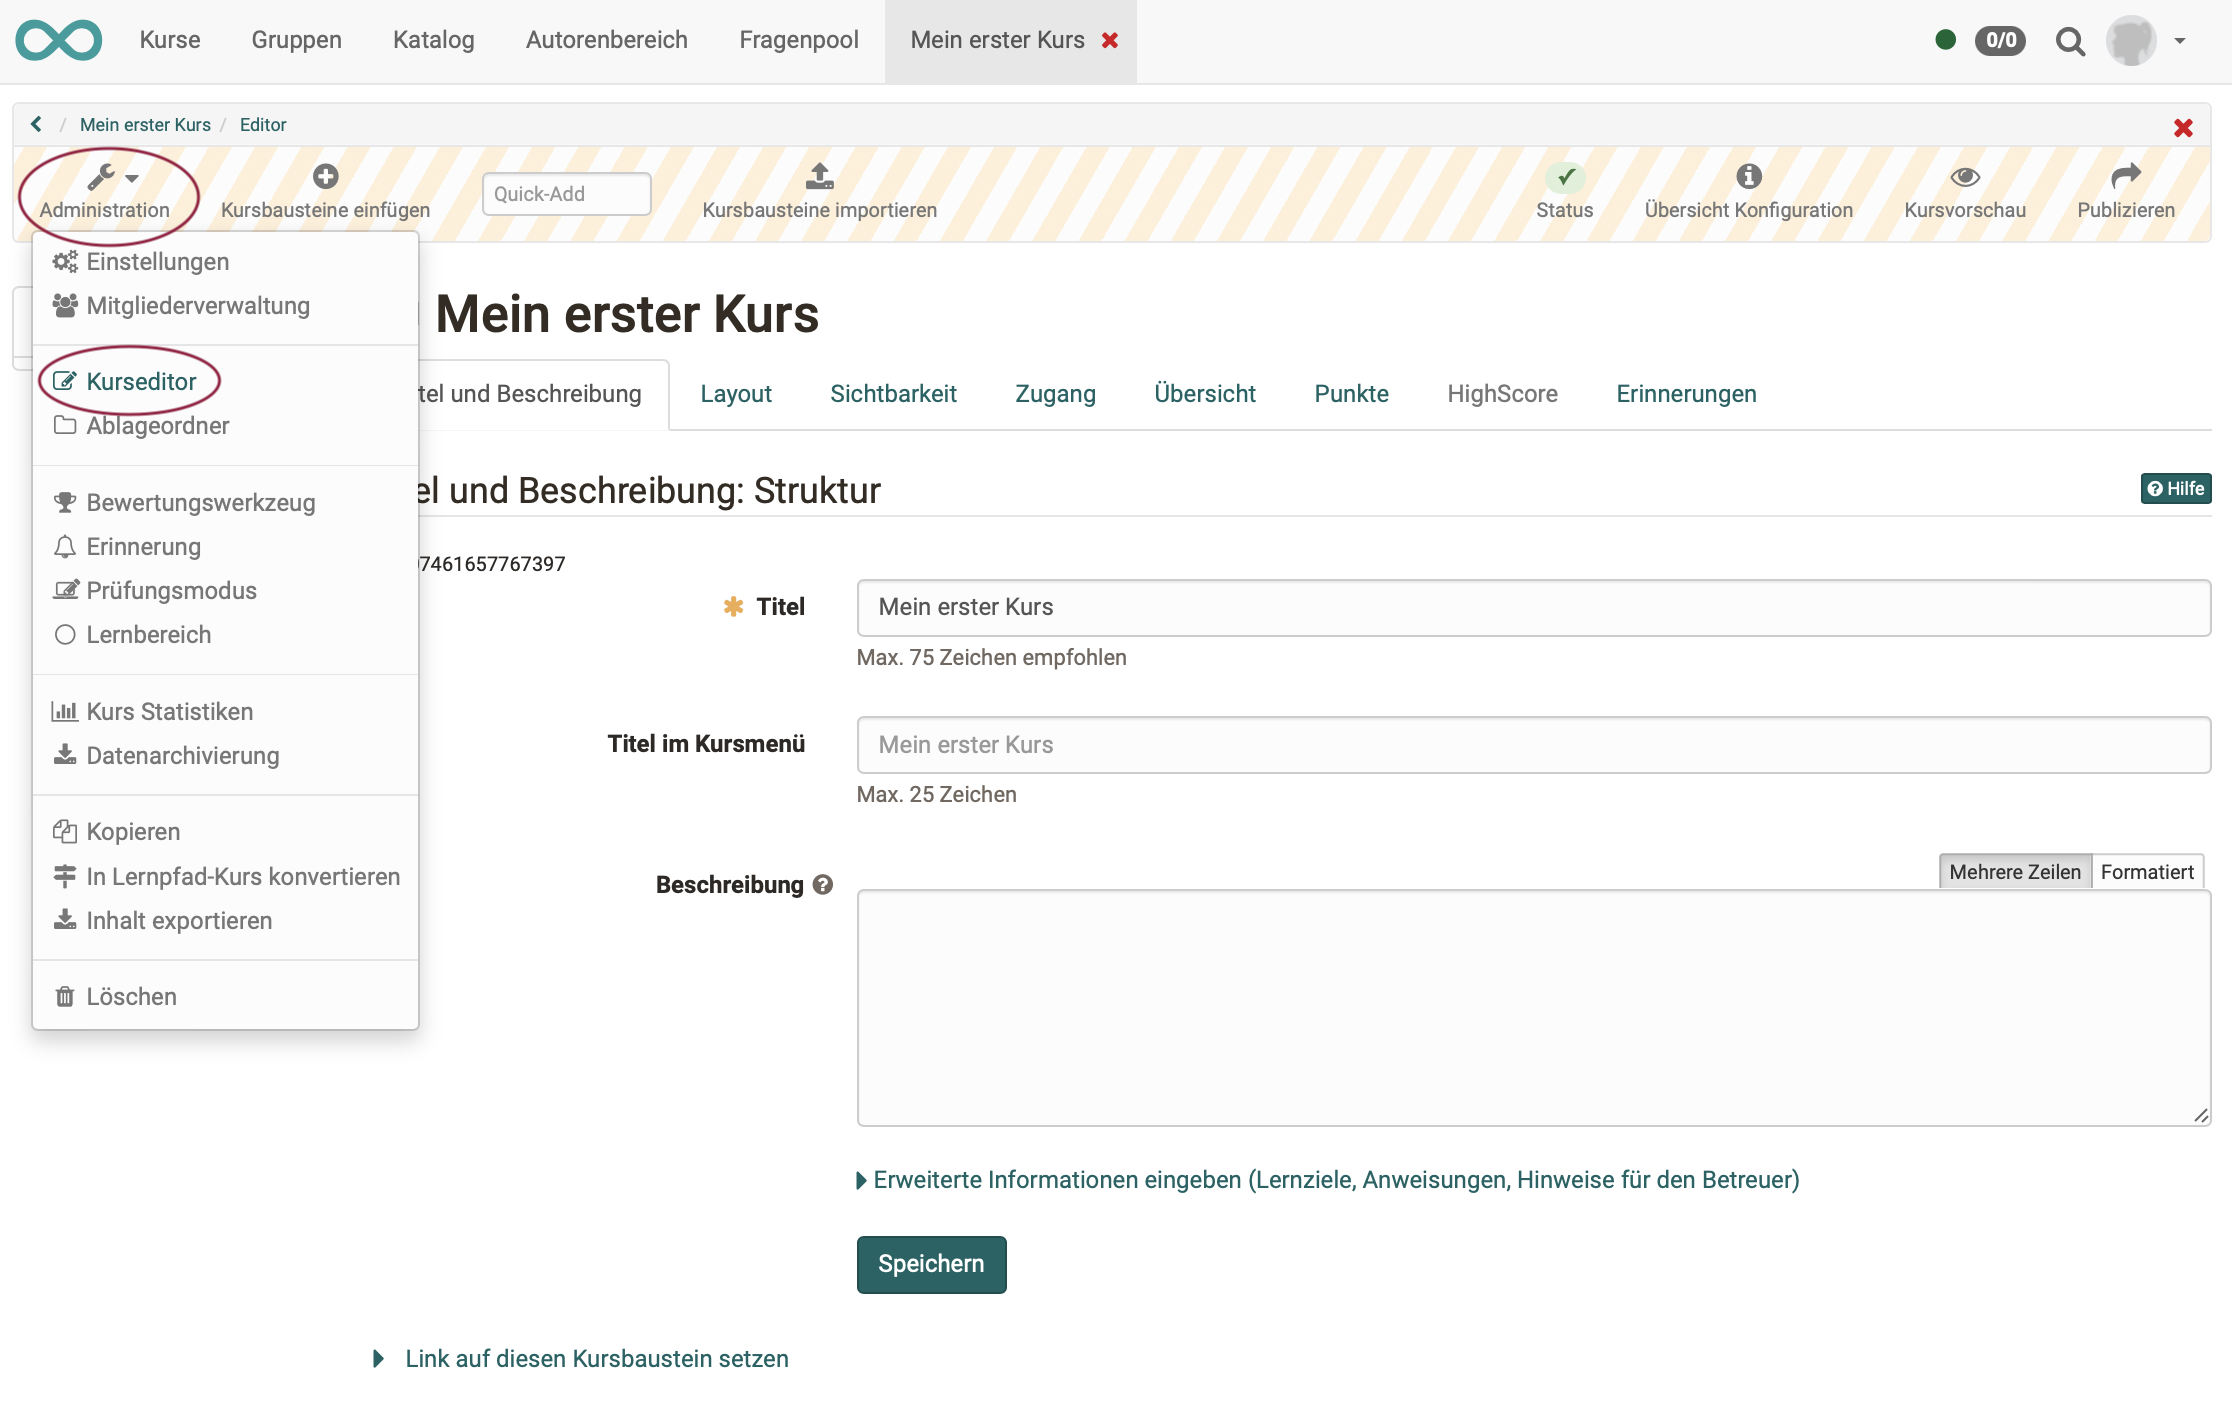 Kurse Gruppen Katalog Autorenbereich Fragenpool Mein erster Kurs 0/0
/ Mein erster Kurs / Editor
Administration Kursbausteine einfügen Quick-Add Kursbausteine importieren Status Übersicht Konfiguration Kursvorschau Publizieren
Einstellungen
Mitgliederverwaltung
Kurseditor
Ablageordner
Bewertungswerkzeug
Erinnerung
Prüfungsmodus
Lernbereich
Kurs Statistiken
Datenarchivierung
Kopieren
In Lernpfad-Kurs konvertieren
Inhalt exportieren
Löschen
Mein erster Kurs
tel und Beschreibung Layout Sichtbarkeit Zugang Übersicht Punkte HighScore Erinnerungen
el und Beschreibung: Struktur Hilfe
7461657767397
Titel Mein erster Kurs
Max. 75 Zeichen empfohlen
Titel im Kursmenü Mein erster Kurs
Max. 25 Zeichen
Mehrere Zeilen Formatiert
Beschreibung
Erweiterte Informationen eingeben (Lernziele, Anweisungen, Hinweise für den Betreuer)
Speichern
Link auf diesen Kursbaustein setzen